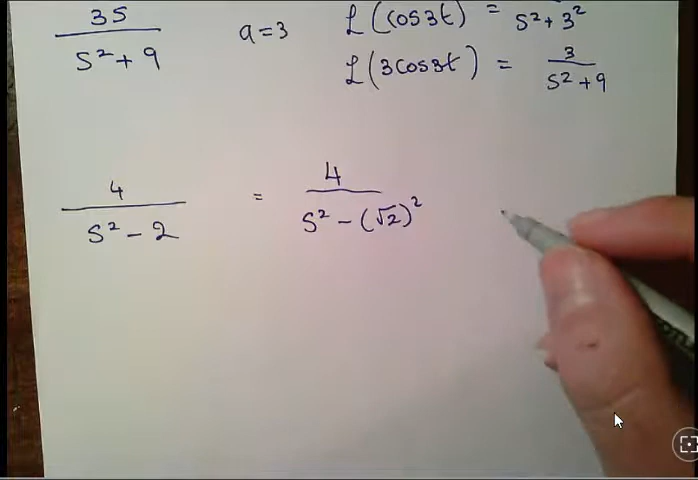 3S / S² + 9    a = 3    ℒ(cos3t) = / S² + 3²
ℒ(3cos3t) = 3 / S² + 9
4 / S² - 2 = 4 / S² - (√2)²